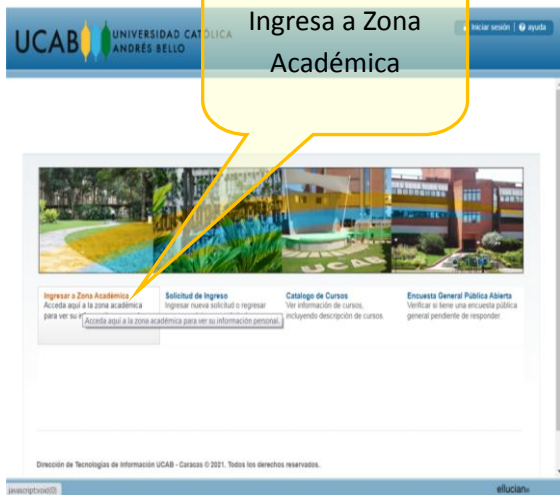 Ingresa a Zona
Académica
UCAB
UNIVERSIDAD CATÓLICA
ANDRÉS BELLO
Iniciar sesión | ayuda
UCAB
Ingresar a Zona Académica
Acceda aquí a la zona académica
para ver su
Acceda aquí a la zona académica para ver su información personal.
Solicitud de Ingreso
Ingresar nueva solicitud o regresar
Catalogo de Cursos
Ver información de cursos,
incluyendo descripción de cursos.
Encuesta General Pública Abierta
Verificar si tiene una encuesta pública
general pendiente de responder.
Dirección de Tecnologías de Información UCAB - Caracas © 2021. Todos los derechos reservados.
javascript:void(0)
ellucian